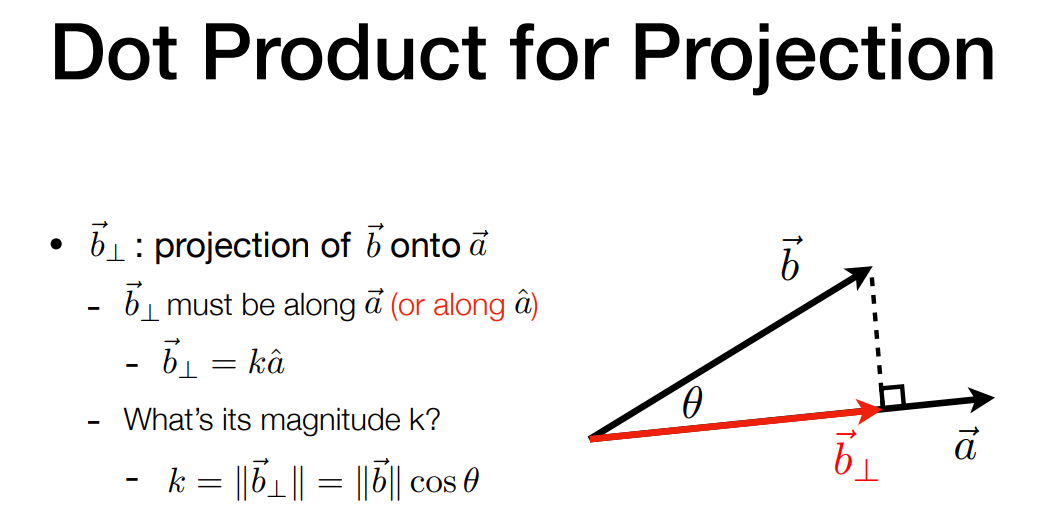 Dot Product for Projection
• $\vec{b}_\perp$ : projection of $\vec{b}$ onto $\vec{a}$
- $\vec{b}_\perp$ must be along $\vec{a}$ (or along $\hat{a}$)
- $\vec{b}_\perp = k\hat{a}$
- What’s its magnitude k?
- $k = \|\vec{b}_\perp\| = \|\vec{b}\| \cos\theta$
$\vec{b}$
$\theta$
$\vec{b}_\perp$
$\vec{a}$